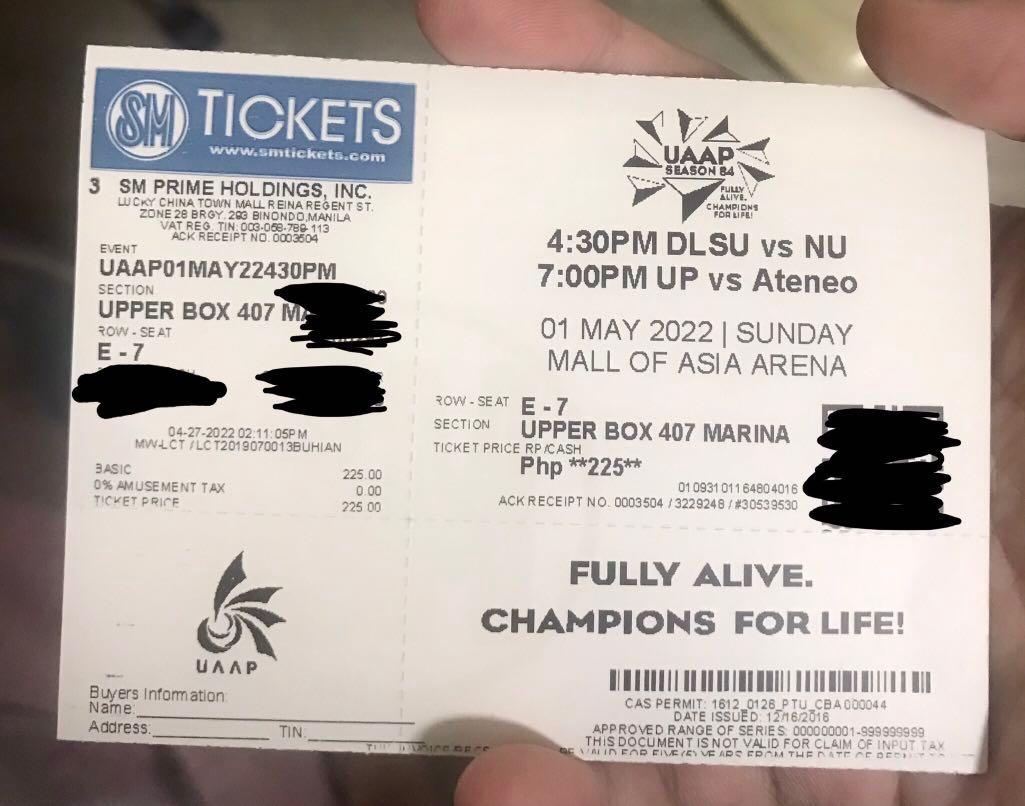 SM TICKETS
www.smtickets.com
3 SM PRIME HOLDINGS, INC.
LUCKY CHINA TOWN MALL REINA REGENT ST.
ZONE 28 BRGY. 293 BINONDO,MANILA
VAT REG. TIN: 003-058-789-113
ACK RECEIPT NO. 0003504
EVENT
UAAP01MAY22430PM
SECTION
UPPER BOX 407
ROW - SEAT
E - 7
04-27-2022 02:11:05PM
MW-LCT /LCT2019070013BUHIAN
BASIC 225.00
0% AMUSEMENT TAX 0.00
TICKET PRICE 225.00
UAAP
Buyers Information:
Name:
Address: TIN:
UAAP
SEASON 84
FULLY
ALIVE.
CHAMPIONS
FOR LIFE!
4:30PM DLSU vs NU
7:00PM UP vs Ateneo
01 MAY 2022 | SUNDAY
MALL OF ASIA ARENA
ROW - SEAT E - 7
SECTION UPPER BOX 407 MARINA
TICKET PRICE RP/CASH
Php **225**
01 0931 011 64804016
ACK RECEIPT NO. 0003504 / 3229248 / #30539530
FULLY ALIVE.
CHAMPIONS FOR LIFE!
CAS PERMIT: 1612_0126_PTU_CBA000044
DATE ISSUED: 12/16/2016
APPROVED RANGE OF SERIES: 000000001-999999999
THIS DOCUMENT IS NOT VALID FOR CLAIM OF INPUT TAX